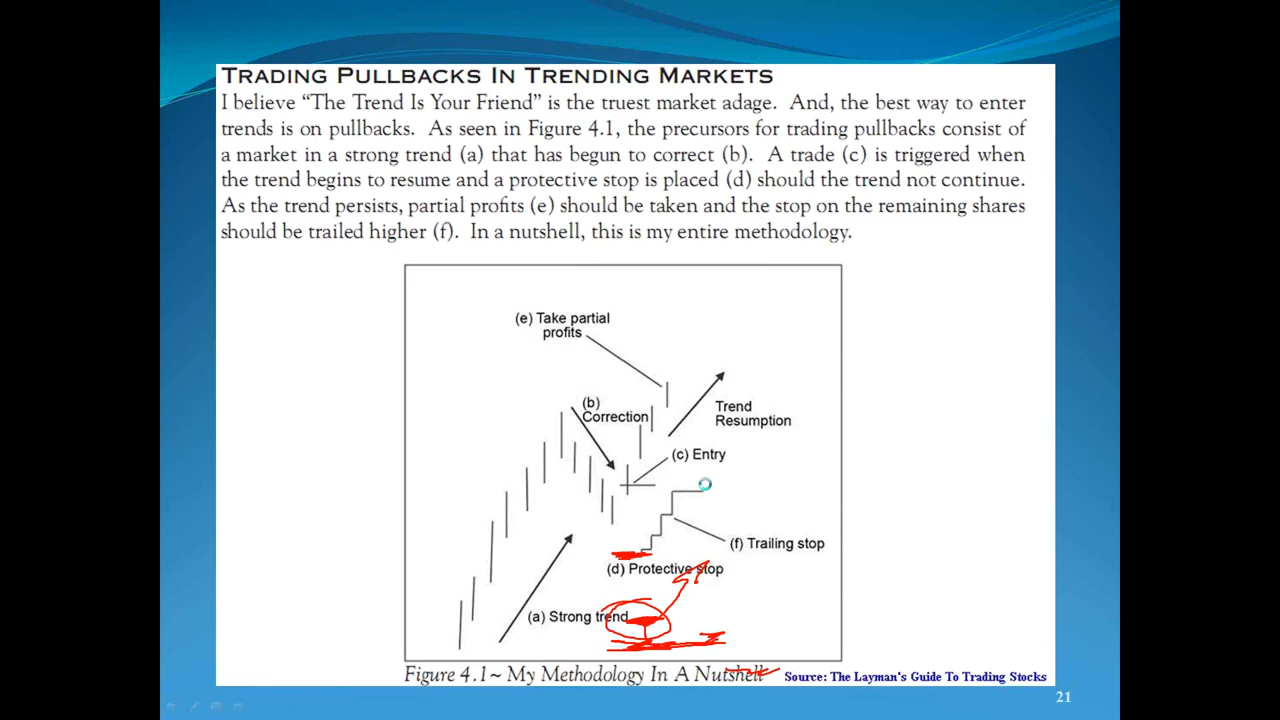 TRADING PULLBACKS IN TRENDING MARKETS
I believe “The Trend Is Your Friend” is the truest market adage. And, the best way to enter
trends is on pullbacks. As seen in Figure 4.1, the precursors for trading pullbacks consist of
a market in a strong trend (a) that has begun to correct (b). A trade (c) is triggered when
the trend begins to resume and a protective stop is placed (d) should the trend not continue.
As the trend persists, partial profits (e) should be taken and the stop on the remaining shares
should be trailed higher (f). In a nutshell, this is my entire methodology.
(e) Take partial
profits
(b)
Correction
Trend
Resumption
(c) Entry
(f) Trailing stop
(d) Protective stop
(a) Strong trend
Figure 4.1~ My Methodology In A Nutshell
Source: The Layman's Guide To Trading Stocks
21